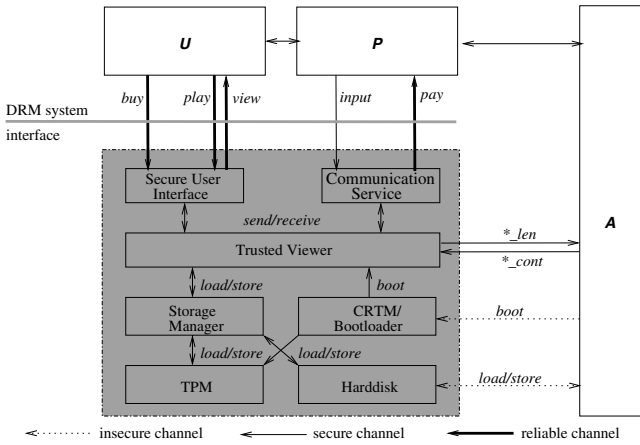 U
P
buy
play
view
input
pay
DRM system
interface
Secure User
Interface
Communication
Service
A
send/receive
*_len
Trusted Viewer
*_cont
load/store
boot
Storage
Manager
CRTM/
Bootloader
boot
load/store
load/store
load/store
TPM
Harddisk
insecure channel
secure channel
reliable channel